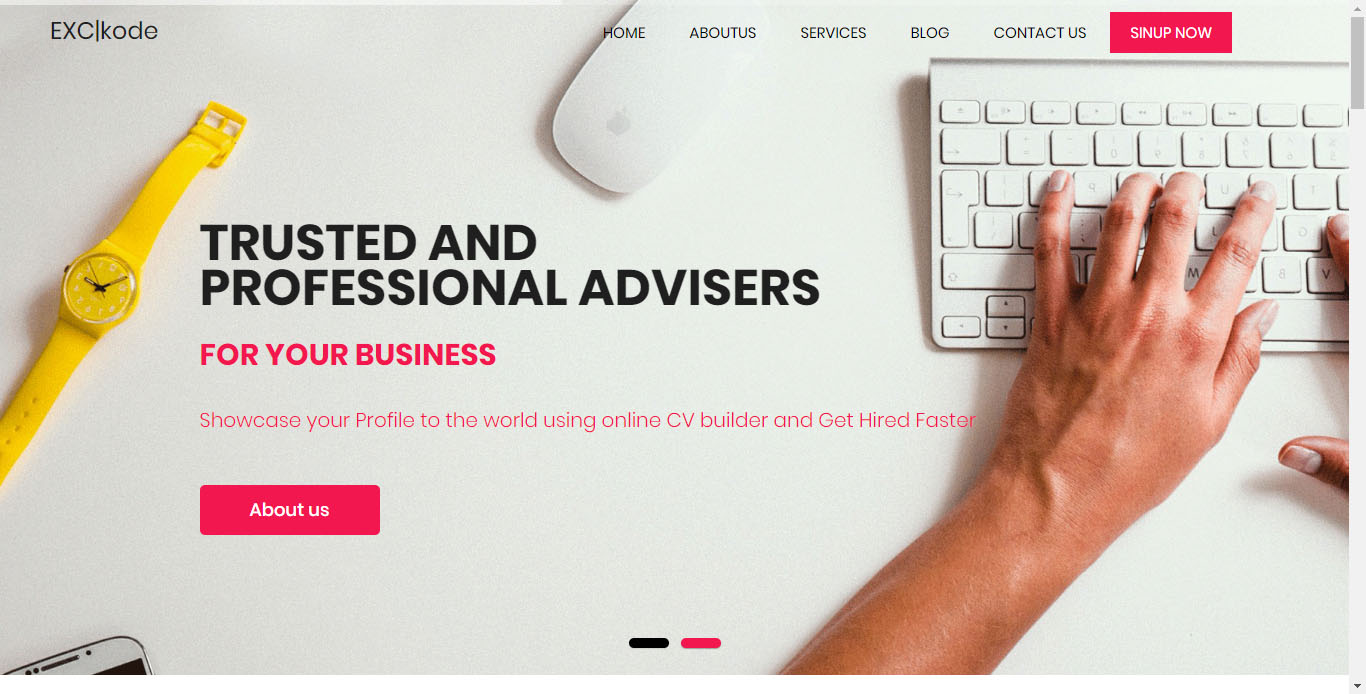 EXC|kode
HOME ABOUTUS SERVICES BLOG CONTACT US SINUP NOW
TRUSTED AND
PROFESSIONAL ADVISERS
FOR YOUR BUSINESS
Showcase your Profile to the world using online CV builder and Get Hired Faster
About us